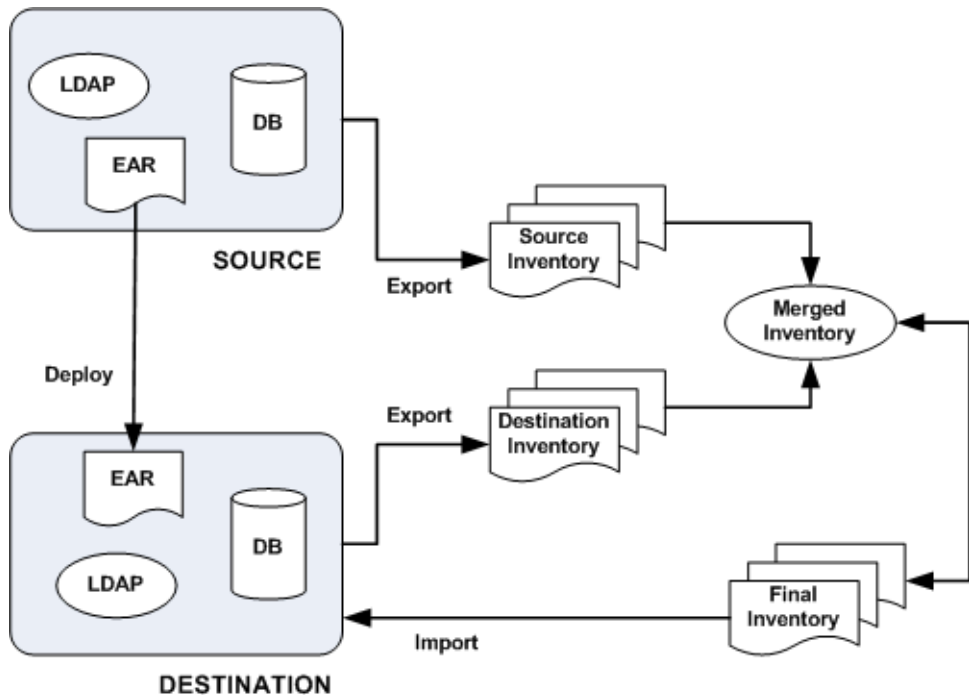 LDAP
DB
EAR
SOURCE
Export
Source
Inventory
Merged
Inventory
Deploy
Export
Destination
Inventory
EAR
DB
LDAP
Final
Inventory
Import
DESTINATION